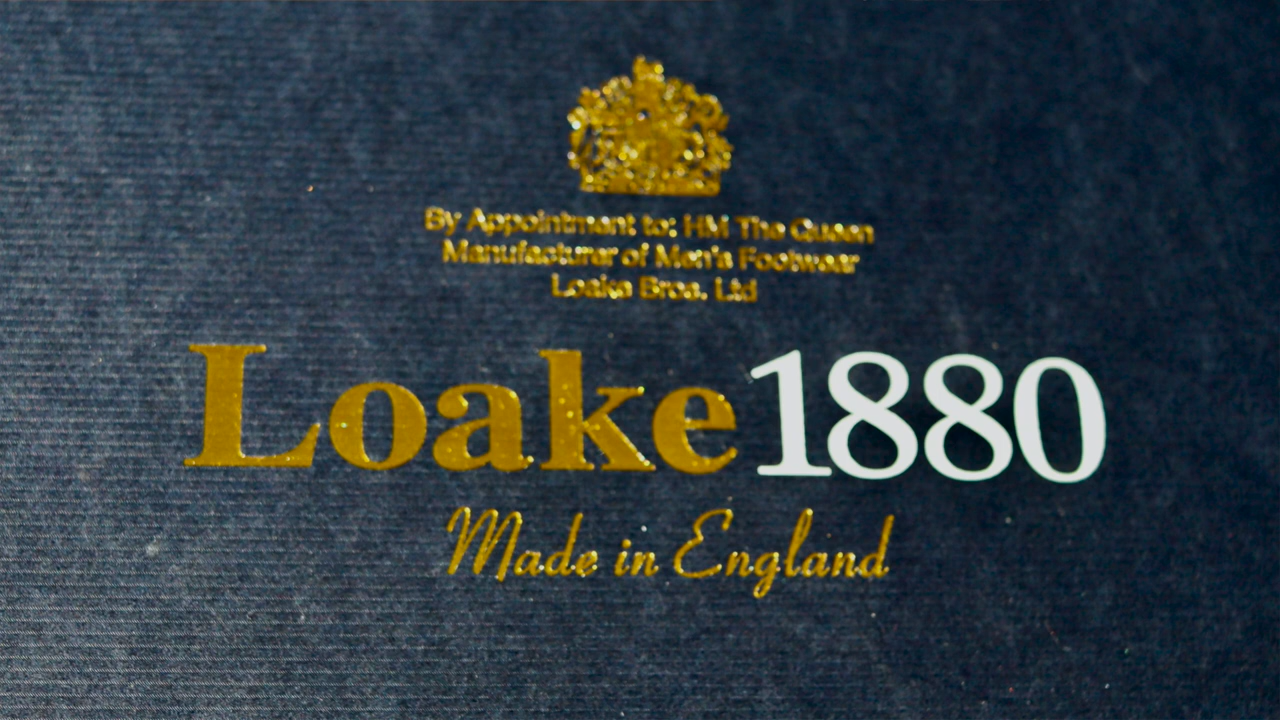 By Appointment to: HM The Queen
Manufacturer of Men's Footwear
Loake Bros. Ltd
Loake1880
Made in England